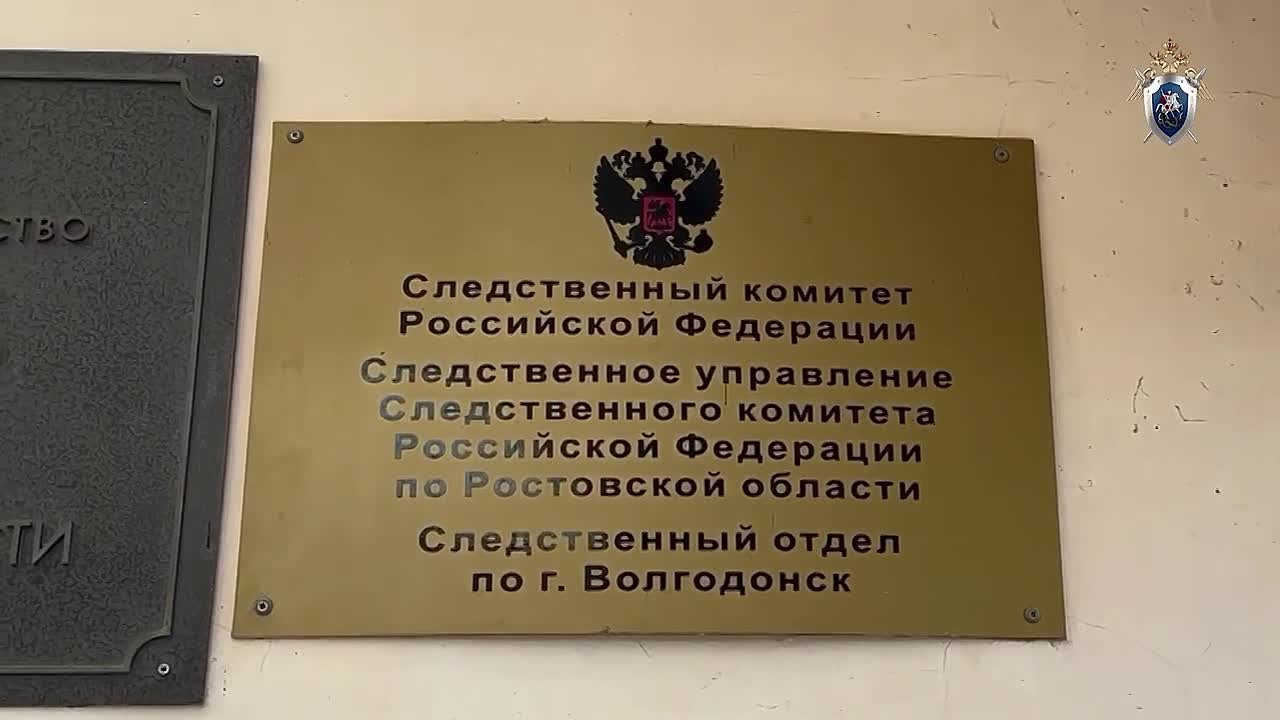 Следственный комитет
Российской Федерации
Следственное управление
Следственного комитета
Российской Федерации
по Ростовской области
Следственный отдел
по г. Волгодонск